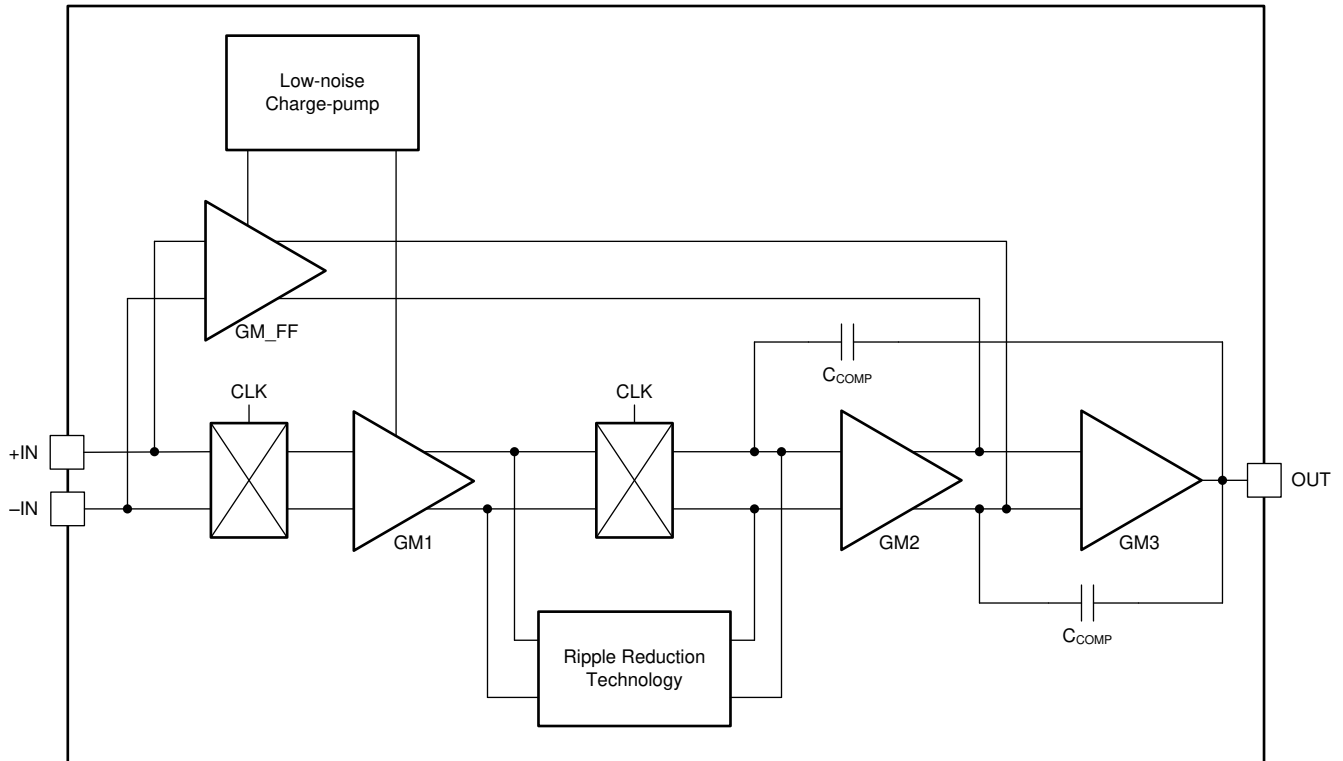 Low-noise
Charge-pump
GM_FF
CCOMP
CLK
CLK
+IN
–IN
OUT
GM1
GM2
GM3
CCOMP
Ripple Reduction
Technology